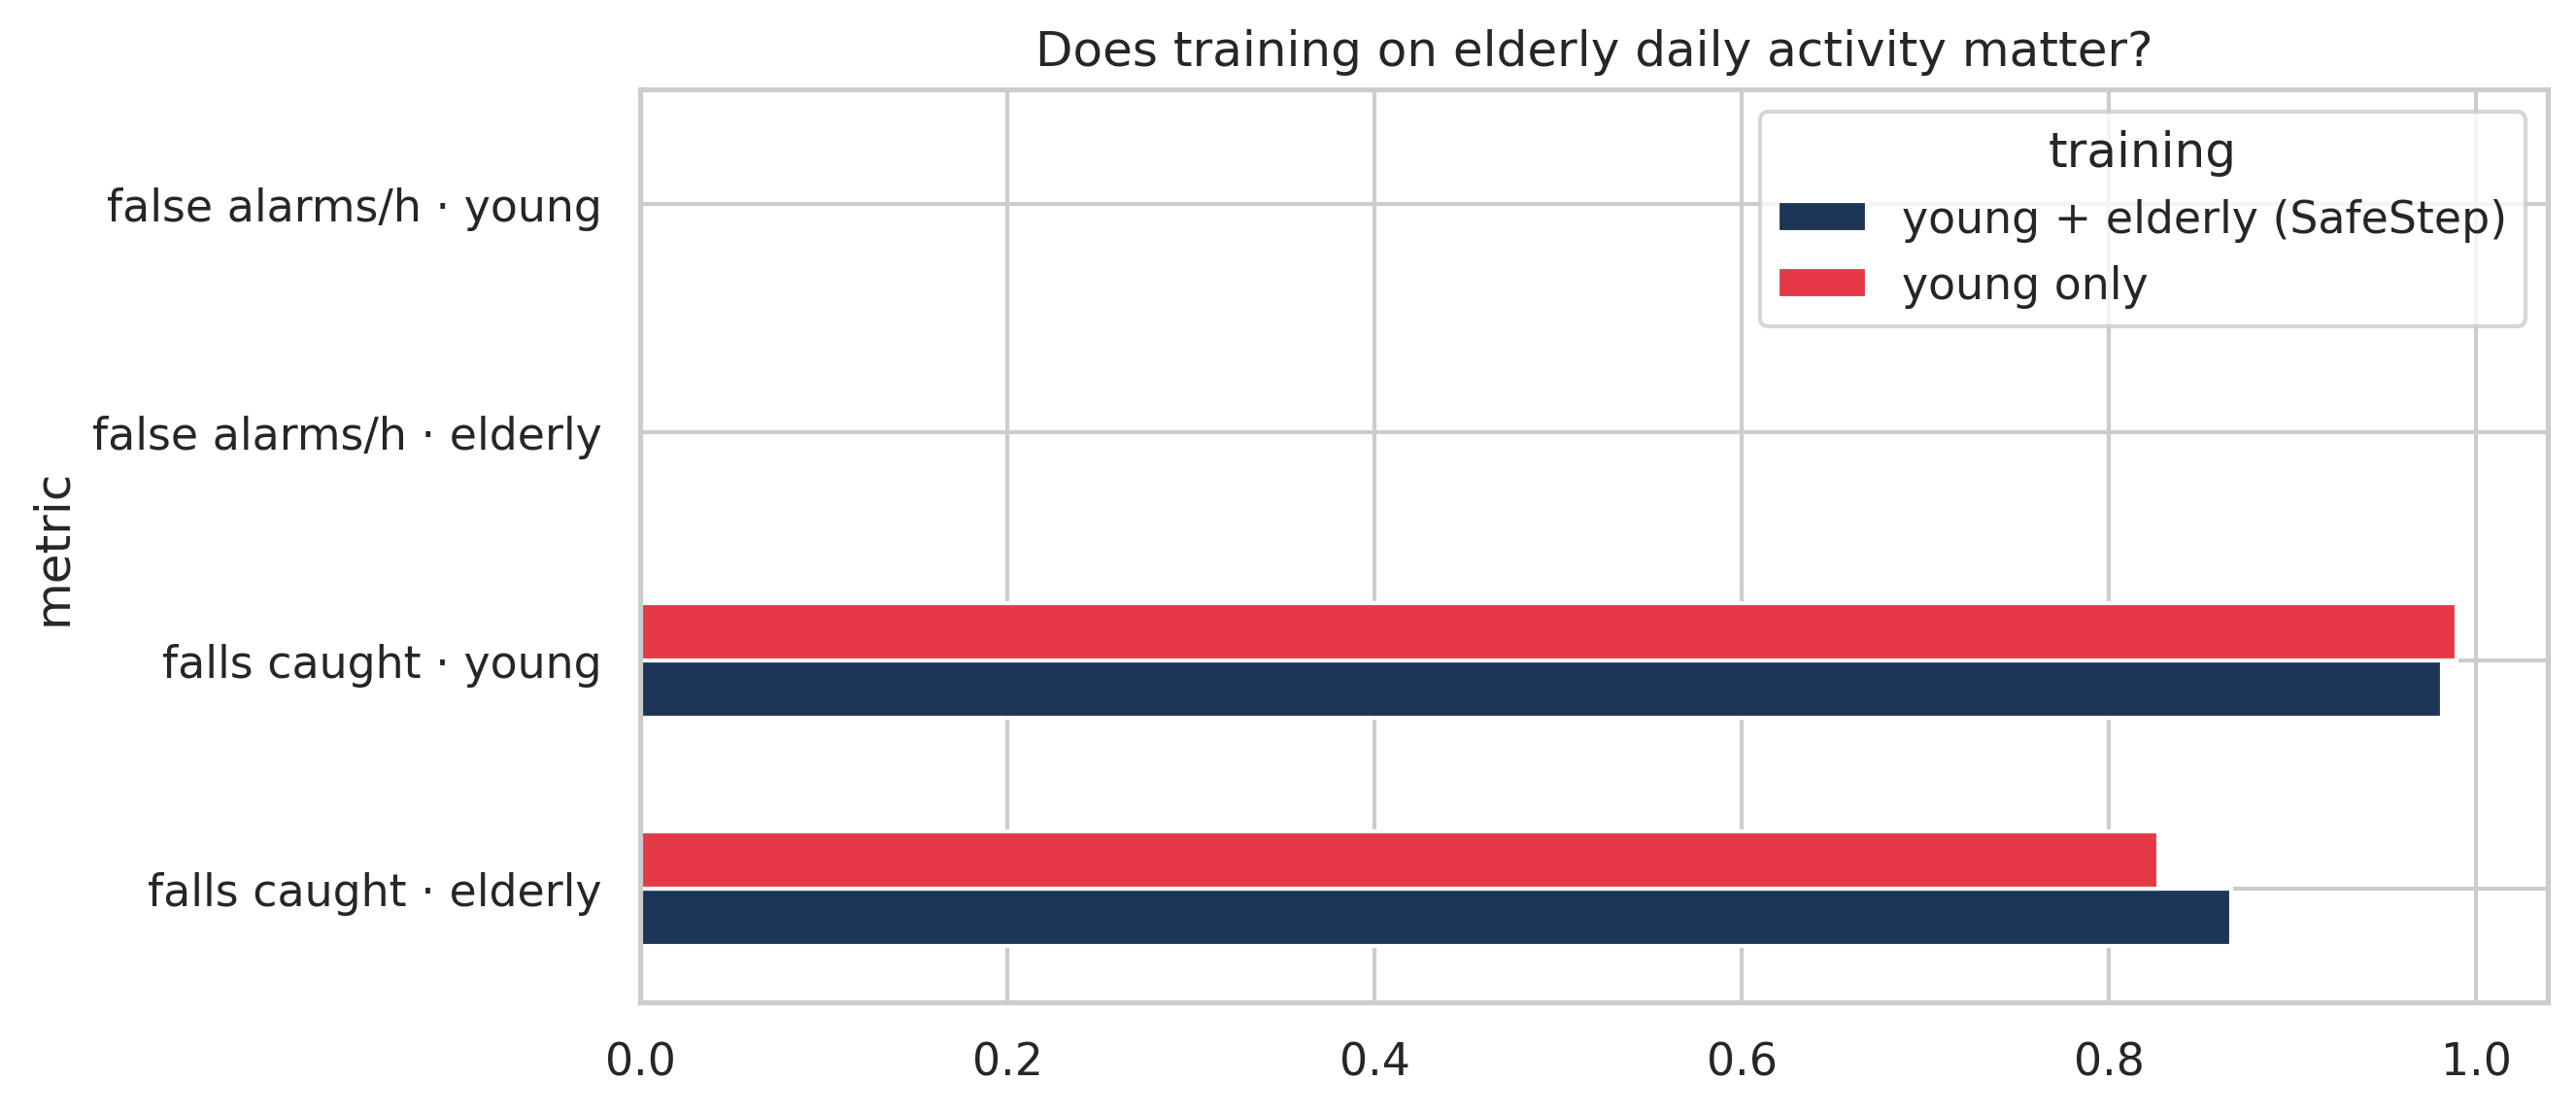 Does training on elderly daily activity matter?
training
young + elderly (SafeStep)
young only
metric
false alarms/h · young
false alarms/h · elderly
falls caught · young
falls caught · elderly
0.0 0.2 0.4 0.6 0.8 1.0